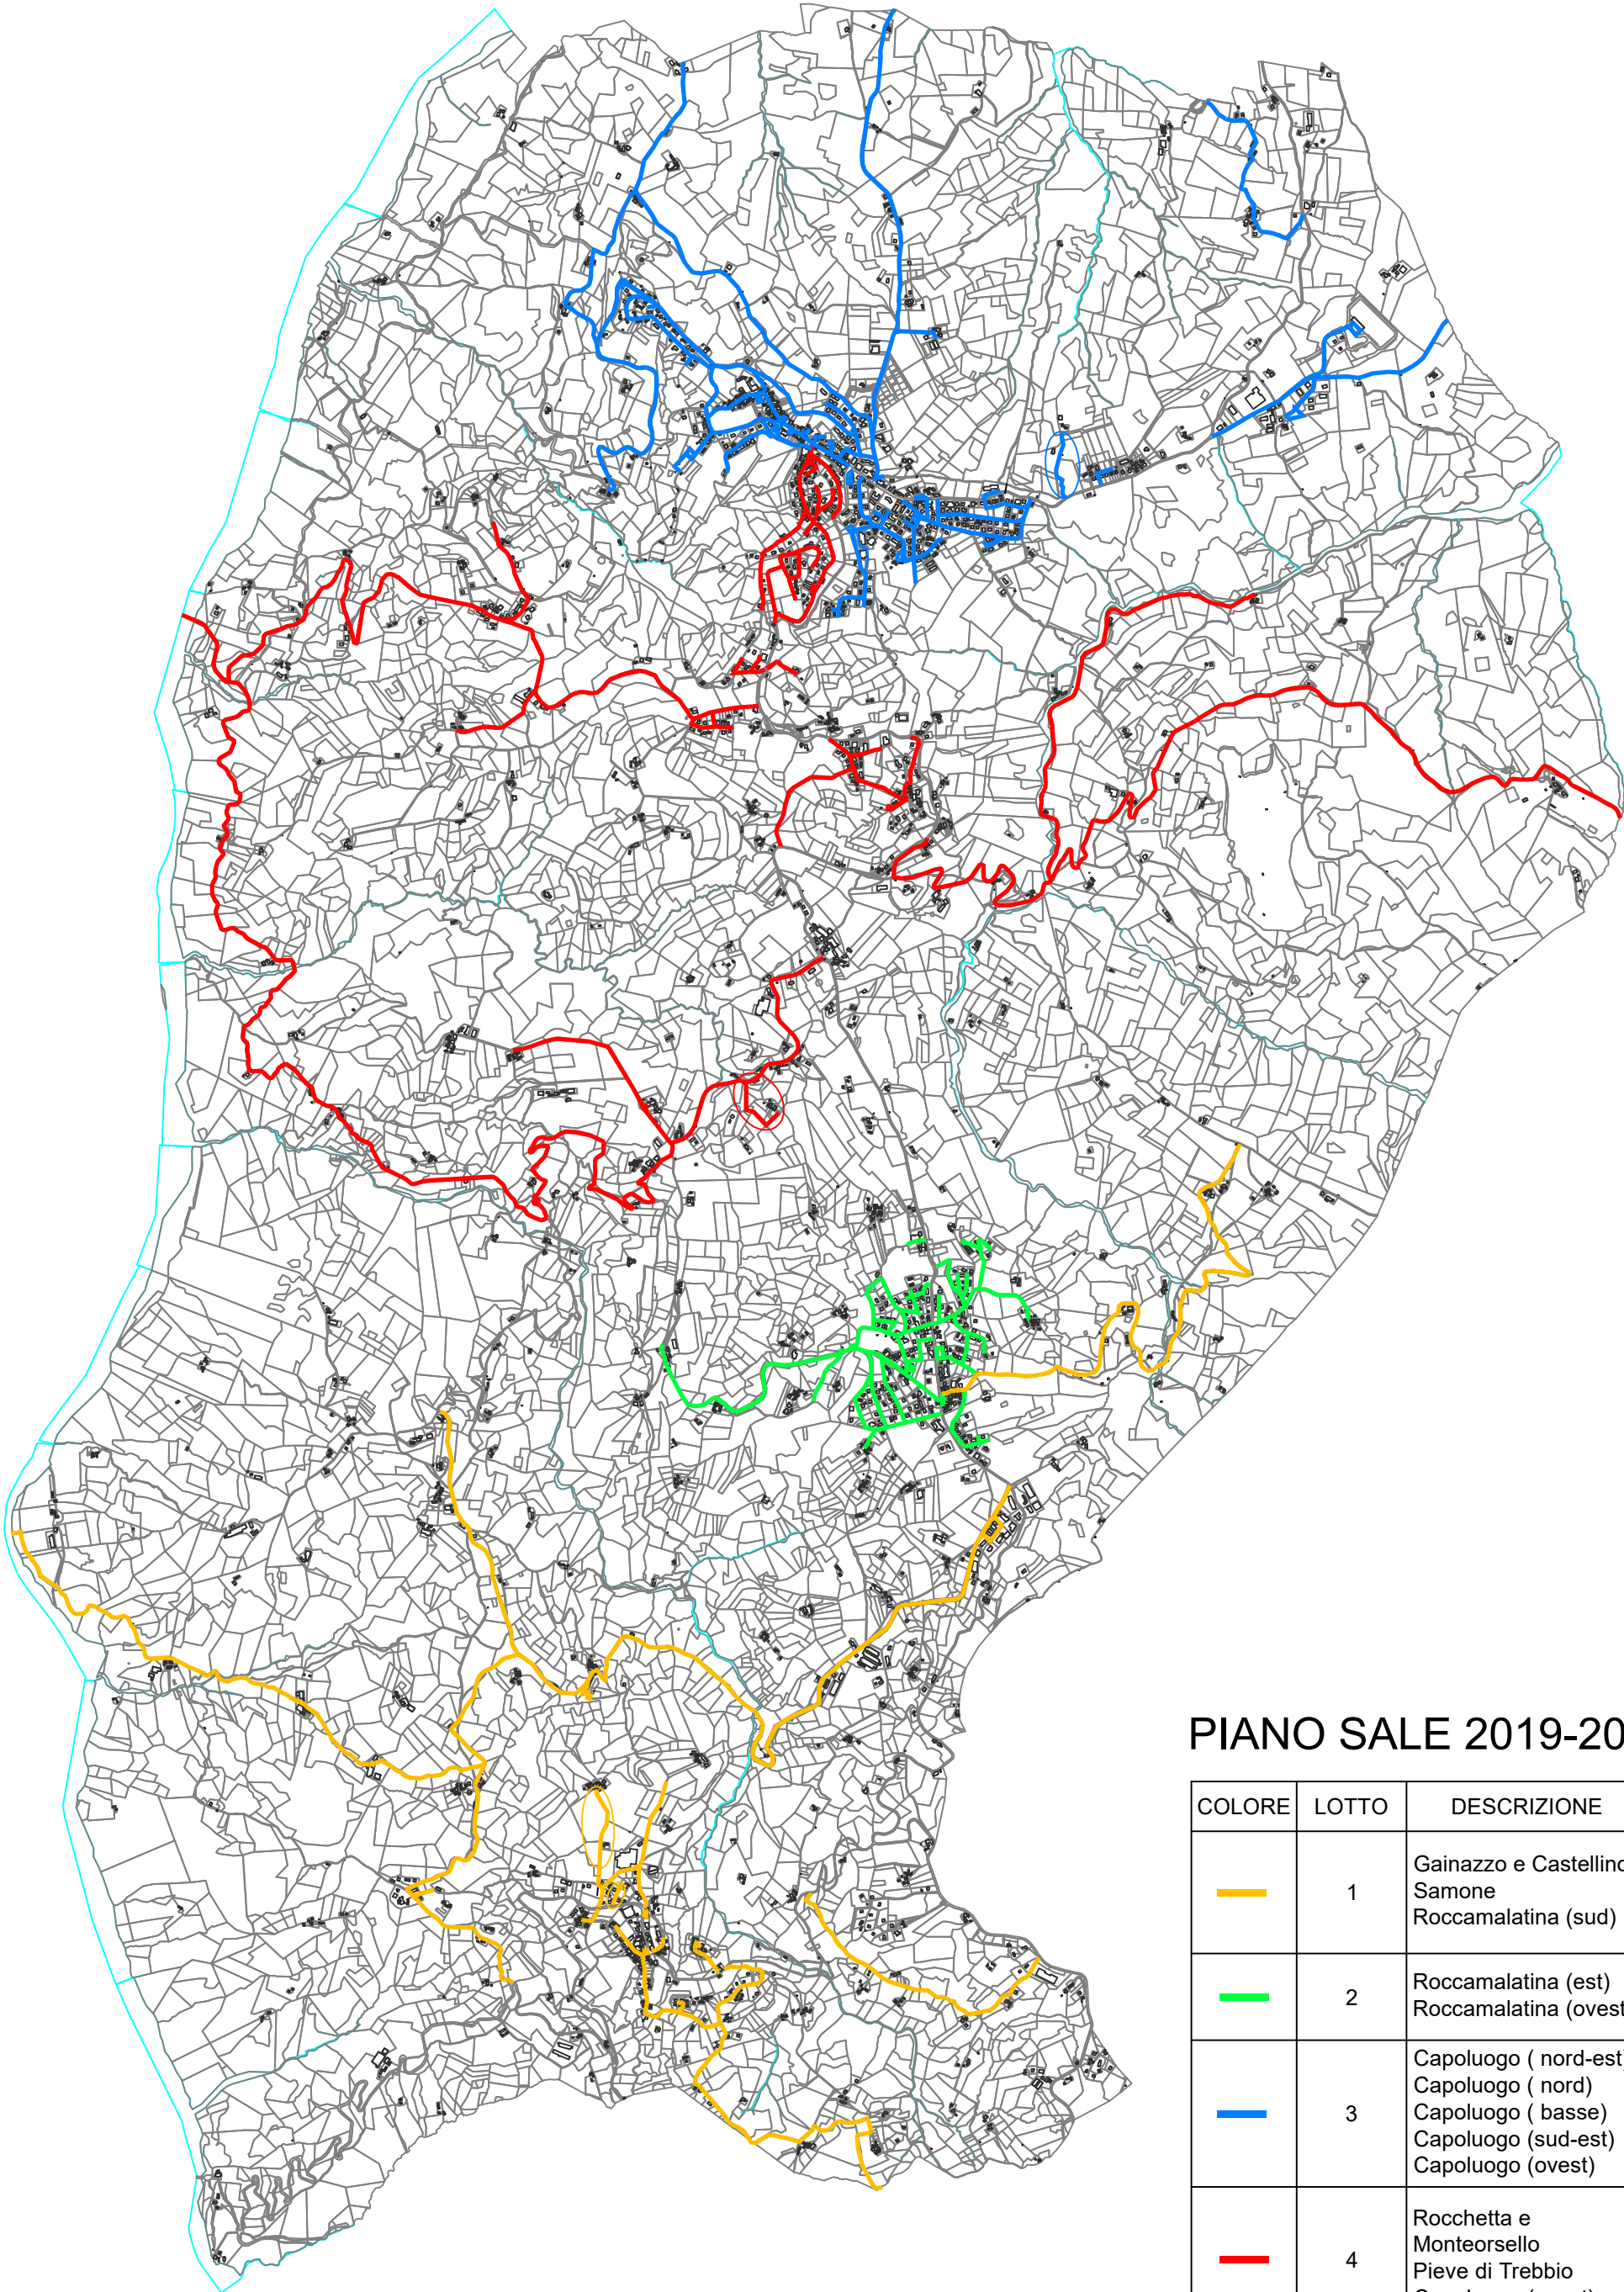 PIANO SALE 2019-20
COLORE LOTTO DESCRIZIONE
1
Gainazzo e Castellino
Samone
Roccamalatina (sud)
2
Roccamalatina (est)
Roccamalatina (ovest
3
Capoluogo ( nord-est
Capoluogo ( nord)
Capoluogo ( basse)
Capoluogo (sud-est)
Capoluogo (ovest)
4
Rocchetta e
Monteorsello
Pieve di Trebbio